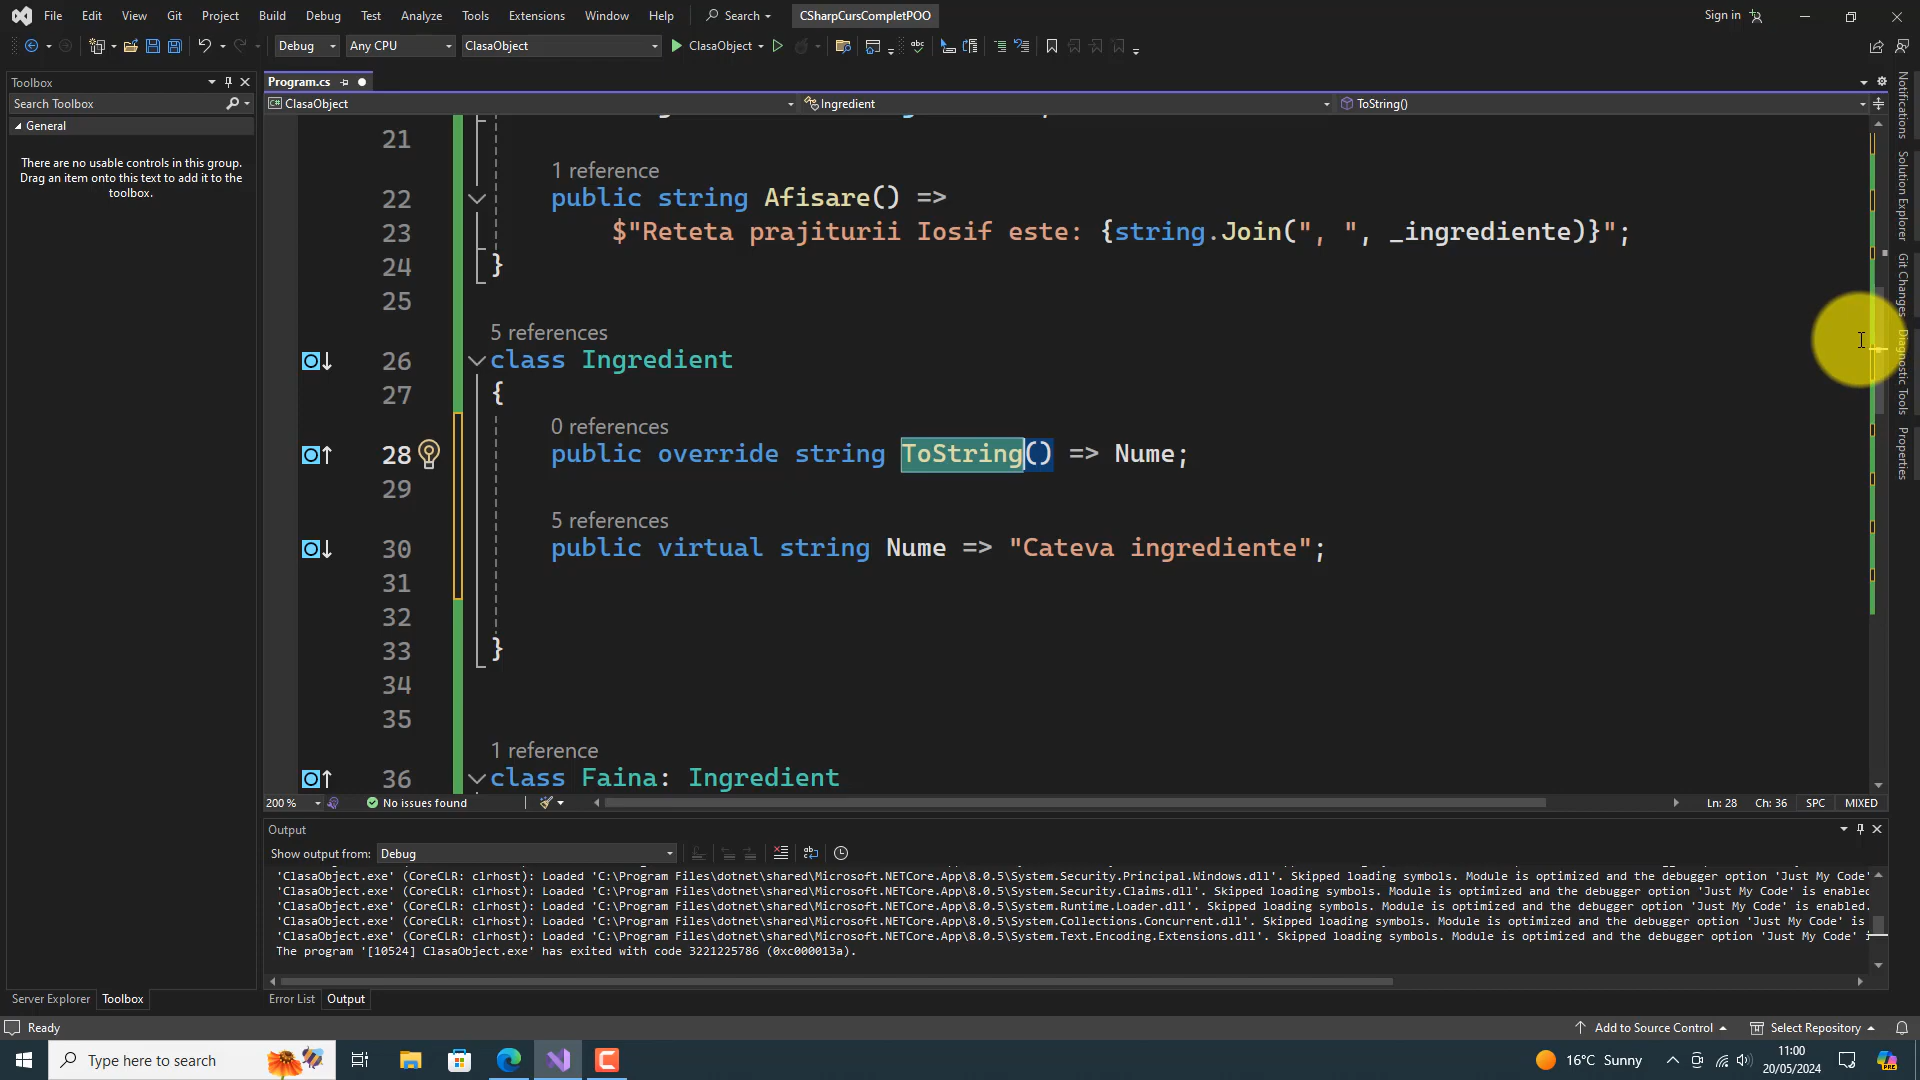 File Edit View Git Project Build Debug Test Analyze Tools Extensions Window Help Search CSharpCursCompletPOO Sign in
Debug Any CPU ClasaObject ClasaObject
Toolbox
Search Toolbox
General
There are no usable controls in this group.
Drag an item onto this text to add it to the
toolbox.
Program.cs
ClasaObject Ingredient ToString()
21
1 reference
22 public string Afisare() =>
23 $"Reteta prajiturii Iosif este: {string.Join(", ", _ingrediente)}";
24 }
25
5 references
26 class Ingredient
27 {
0 references
28 public override string ToString() => Nume;
29
5 references
30 public virtual string Nume => "Cateva ingrediente";
31
32
33 }
34
35
1 reference
36 class Faina: Ingredient
200 % No issues found Ln: 28 Ch: 36 SPC MIXED
Output
Show output from: Debug
'ClasaObject.exe' (CoreCLR: clrhost): Loaded 'C:\Program Files\dotnet\shared\Microsoft.NETCore.App\8.0.5\System.Security.Principal.Windows.dll'. Skipped loading symbols. Module is optimized and the debugger option 'Just My Code'
'ClasaObject.exe' (CoreCLR: clrhost): Loaded 'C:\Program Files\dotnet\shared\Microsoft.NETCore.App\8.0.5\System.Security.Claims.dll'. Skipped loading symbols. Module is optimized and the debugger option 'Just My Code' is enabled
'ClasaObject.exe' (CoreCLR: clrhost): Loaded 'C:\Program Files\dotnet\shared\Microsoft.NETCore.App\8.0.5\System.Runtime.Loader.dll'. Skipped loading symbols. Module is optimized and the debugger option 'Just My Code' is enabled.
'ClasaObject.exe' (CoreCLR: clrhost): Loaded 'C:\Program Files\dotnet\shared\Microsoft.NETCore.App\8.0.5\System.Collections.Concurrent.dll'. Skipped loading symbols. Module is optimized and the debugger option 'Just My Code' is
'ClasaObject.exe' (CoreCLR: clrhost): Loaded 'C:\Program Files\dotnet\shared\Microsoft.NETCore.App\8.0.5\System.Text.Encoding.Extensions.dll'. Skipped loading symbols. Module is optimized and the debugger option 'Just My Code'
The program '[10524] ClasaObject.exe' has exited with code 3221225786 (0xc000013a).
Server Explorer Toolbox Error List Output
Notifications
Solution Explorer
Git Changes
Diagnostic Tools
Properties
Ready Add to Source Control Select Repository
Type here to search 16°C Sunny 11:00
20/05/2024